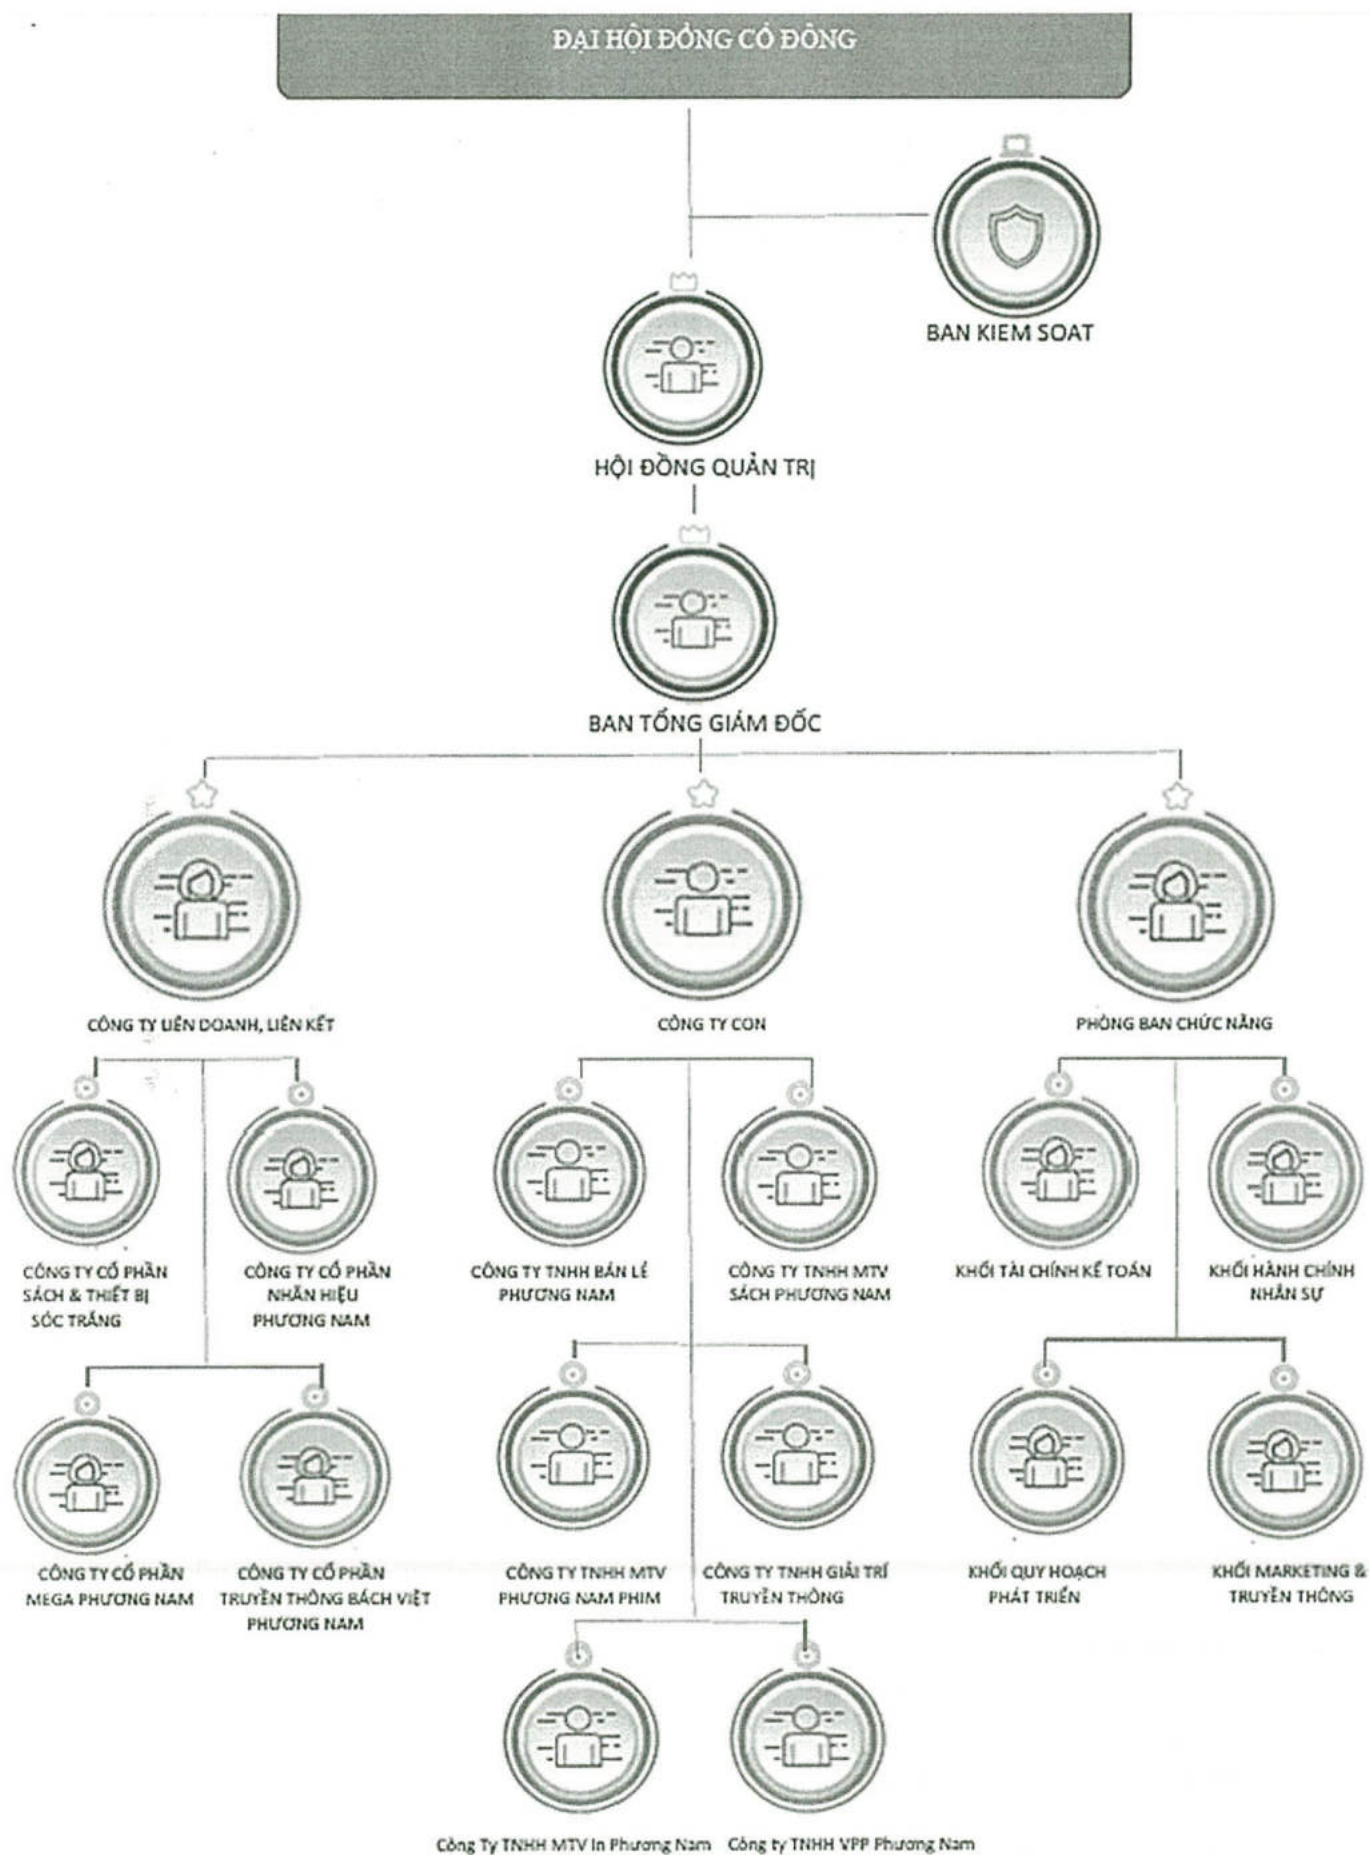 ĐẠI HỘI ĐỒNG CỔ ĐÔNG
BAN KIEM SOAT
HỘI ĐỒNG QUẢN TRỊ
BAN TỔNG GIÁM ĐỐC
CÔNG TY LIÊN DOANH, LIÊN KẾT
CÔNG TY CON
PHÒNG BAN CHỨC NĂNG
CÔNG TY CỔ PHẦN
SÁCH & THIẾT BỊ
SÓC TRĂNG
CÔNG TY CỔ PHẦN
NHÃN HIỆU
PHƯƠNG NAM
CÔNG TY TNHH BÁN LẺ
PHƯƠNG NAM
CÔNG TY TNHH MTV
SÁCH PHƯƠNG NAM
KHỐI TÀI CHÍNH KẾ TOÁN
KHỐI HÀNH CHÍNH
NHÂN SỰ
CÔNG TY CỔ PHẦN
MEGA PHƯƠNG NAM
CÔNG TY CỔ PHẦN
TRUYỀN THÔNG BÁCH VIỆT
PHƯƠNG NAM
CÔNG TY TNHH MTV
PHƯƠNG NAM PHIM
CÔNG TY TNHH GIẢI TRÍ
TRUYỀN THÔNG
KHỐI QUY HOẠCH
PHÁT TRIỂN
KHỐI MARKETING &
TRUYỀN THÔNG
Công Ty TNHH MTV In Phương Nam
Công ty TNHH VPP Phương Nam